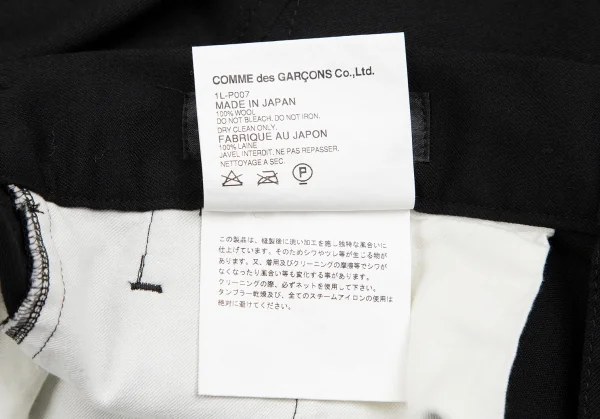 COMME des GARÇONS Co.,Ltd.
1L-P007
MADE IN JAPAN
100% WOOL
DO NOT BLEACH. DO NOT IRON.
DRY CLEAN ONLY.
FABRIQUE AU JAPON
100% LAINE
JAVEL INTERDIT. NE PAS REPASSER.
NETTOYAGE A SEC.
P
この製品は、縫製後に洗い加工を施し独特な風合いに
仕上げています。そのためシワやツレ等が生じる物が
あります。又、着用及びクリーニングの摩擦等でシワが
なくなったり風合い等も変化する事があります。
クリーニングの際、必ずネットを使用して下さい。
タンブラー乾燥及び、全てのスチームアイロンの使用は
絶対に避けてください。